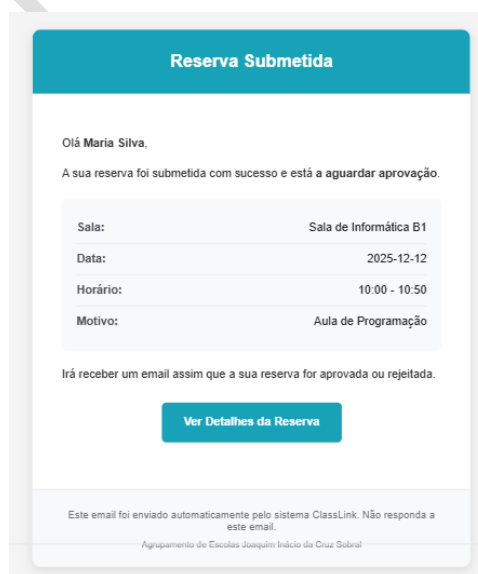 Reserva Submetida
Olá Maria Silva,
A sua reserva foi submetida com sucesso e está a aguardar aprovação.
Sala: Sala de Informática B1
Data: 2025-12-12
Horário: 10:00 - 10:50
Motivo: Aula de Programação
Irá receber um email assim que a sua reserva for aprovada ou rejeitada.
Ver Detalhes da Reserva
Este email foi enviado automaticamente pelo sistema ClassLink. Não responda a
este email.
Agrupamento de Escolas Joaquim Inácio da Cruz Sobral